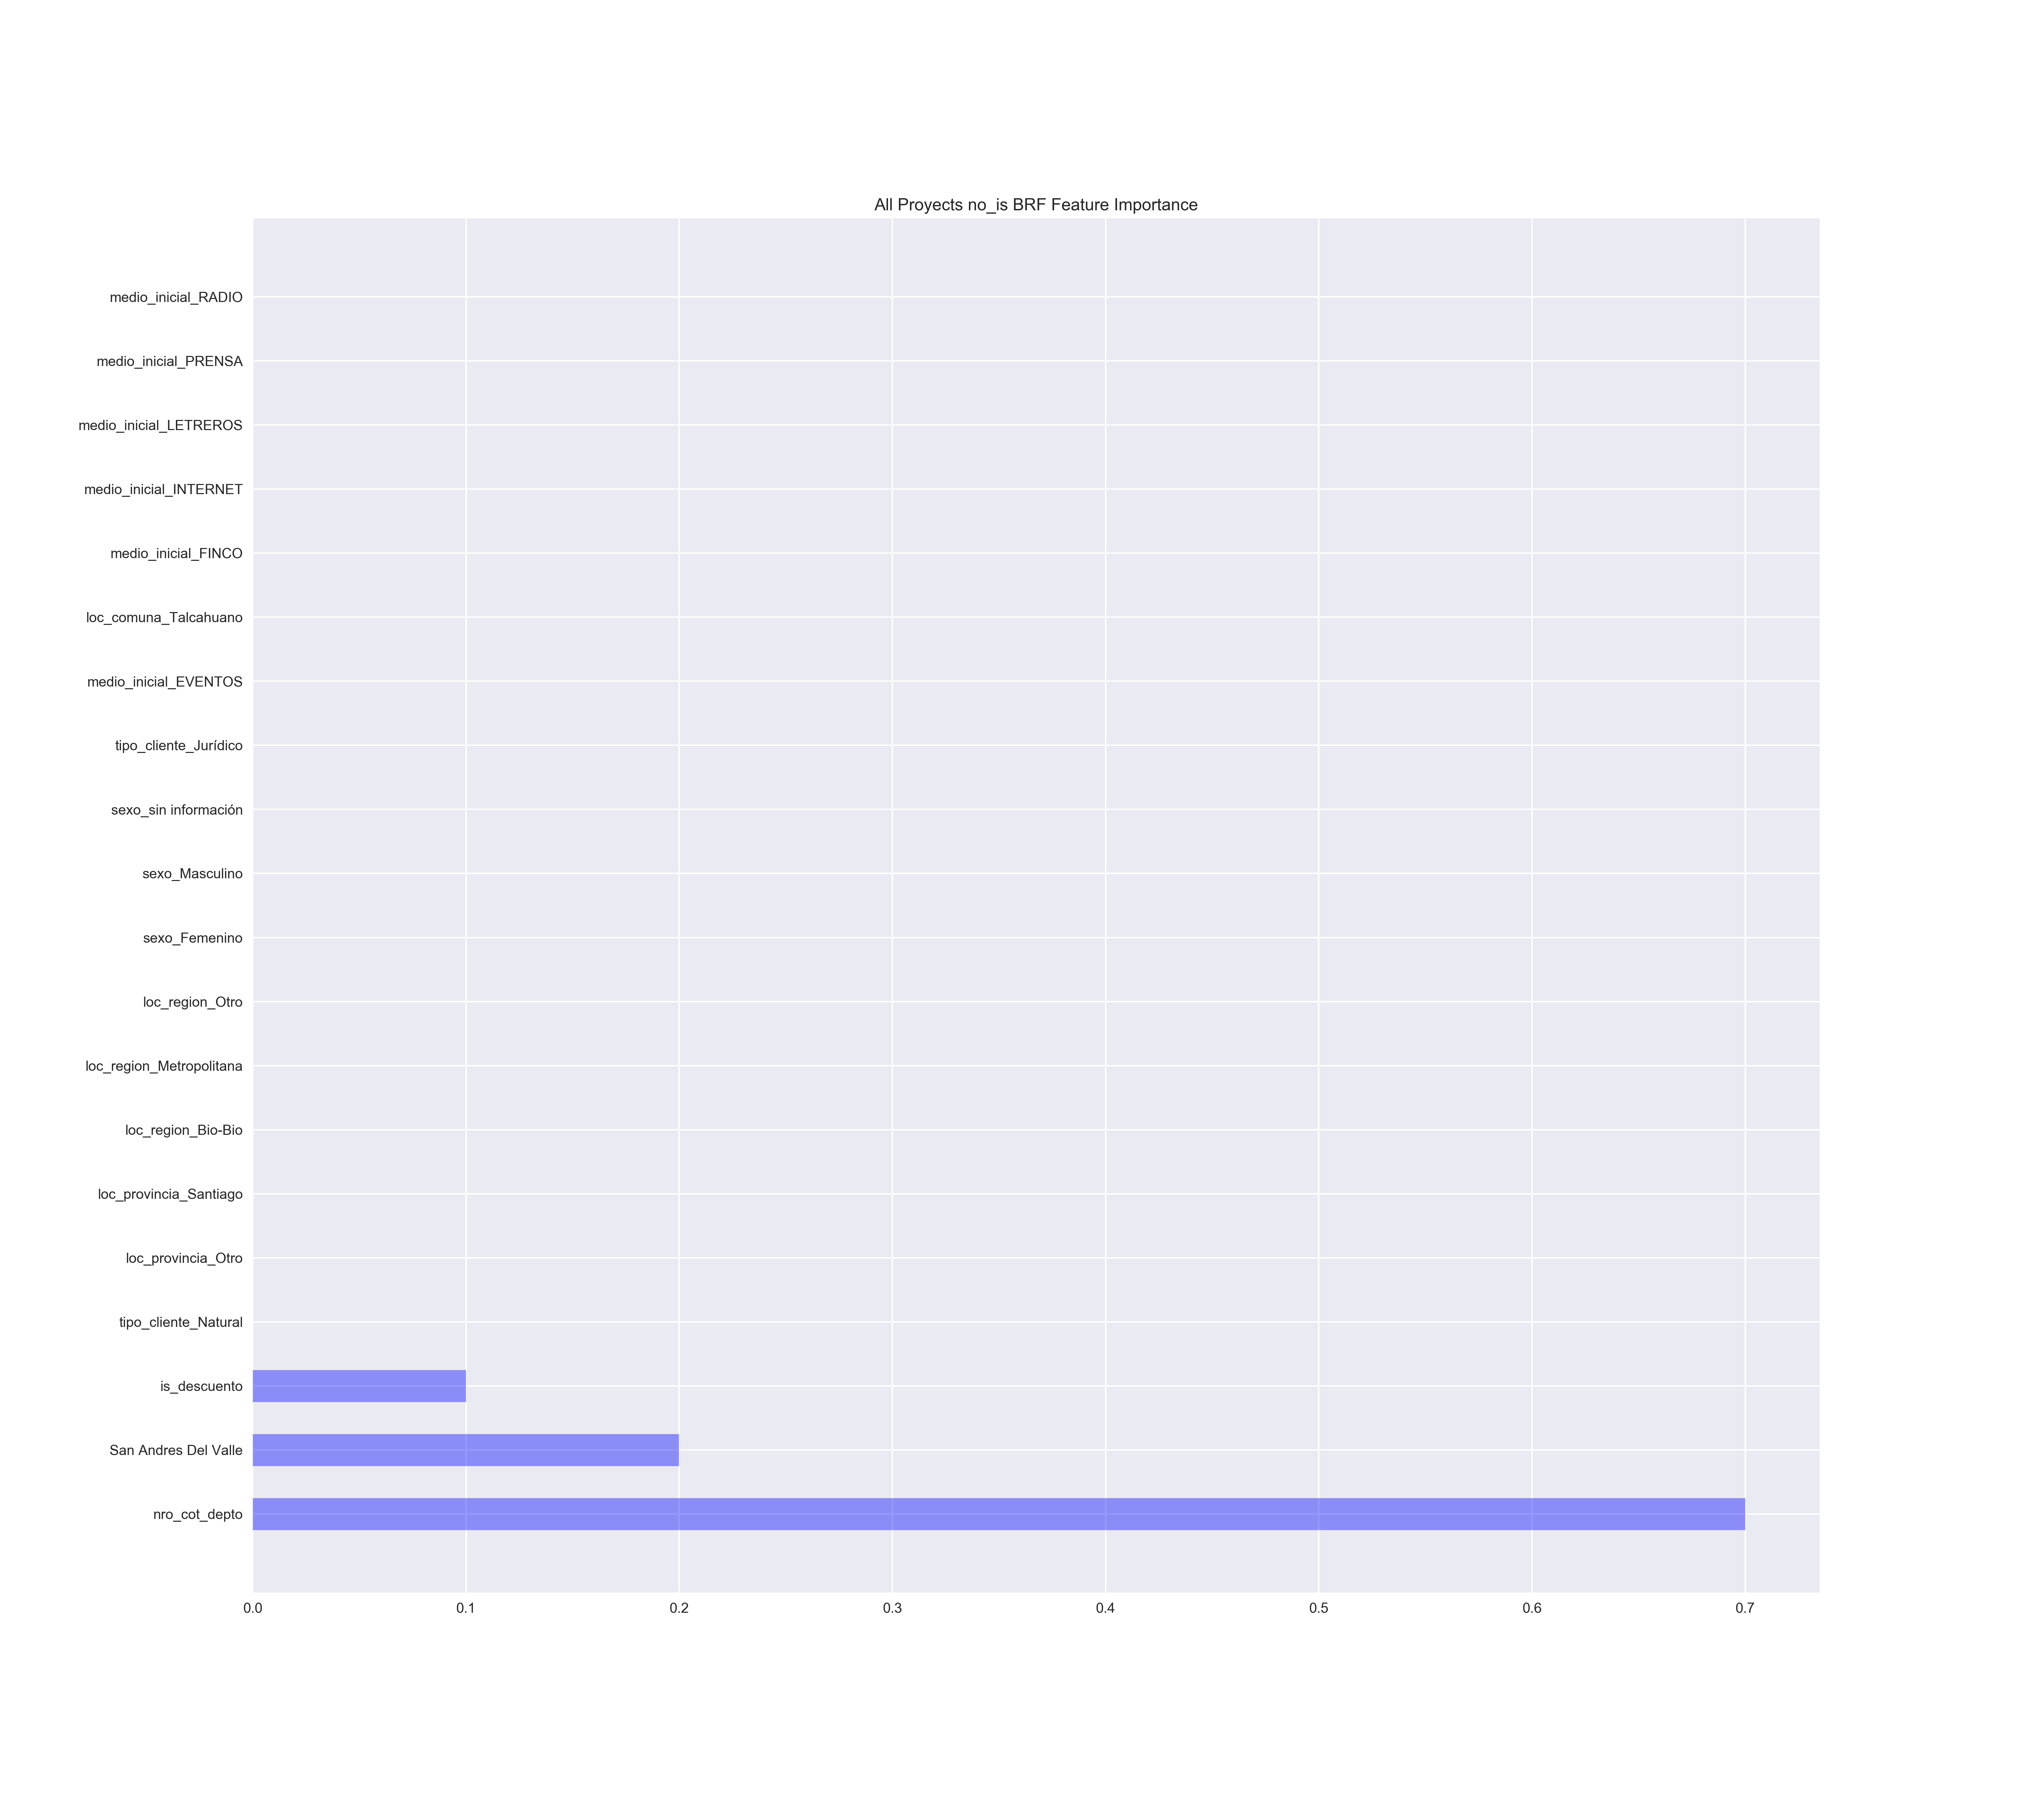 All Proyects no_is BRF Feature Importance
medio_inicial_RADIO
medio_inicial_PRENSA
medio_inicial_LETREROS
medio_inicial_INTERNET
medio_inicial_FINCO
loc_comuna_Talcahuano
medio_inicial_EVENTOS
tipo_cliente_Jurídico
sexo_sin información
sexo_Masculino
sexo_Femenino
loc_region_Otro
loc_region_Metropolitana
loc_region_Bio-Bio
loc_provincia_Santiago
loc_provincia_Otro
tipo_cliente_Natural
is_descuento
San Andres Del Valle
nro_cot_depto
0.0 0.1 0.2 0.3 0.4 0.5 0.6 0.7